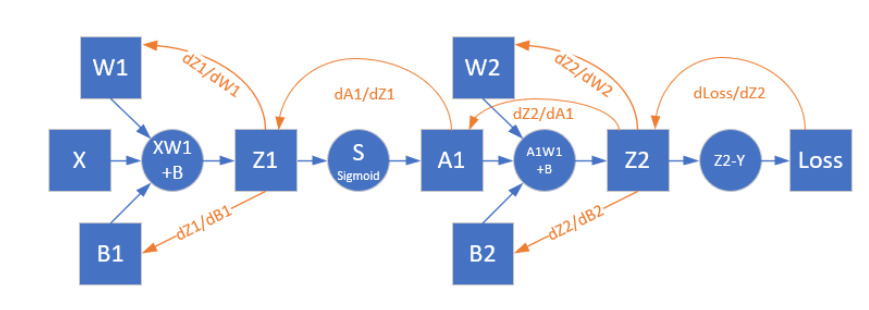 W1
dZ1/dW1
dA1/dZ1
W2
dZ2/dW2
dZ2/dA1
dLoss/dZ2
X
XW1
+B
Z1
S
Sigmoid
A1
A1W1
+B
Z2
Z2-Y
Loss
B1
dZ1/dB1
B2
dZ2/dB2